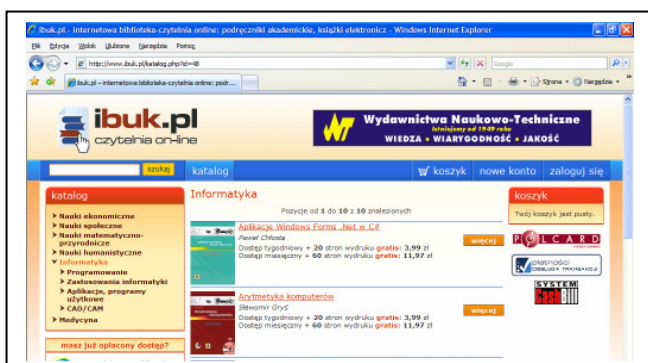 ibuk.pl - internetowa biblioteka-czytelnia online: podręczniki akademickie, książki elektronicz - Windows Internet Explorer
Plik Edycja Widok Ulubione Narzędzia Pomoc
http://www.ibuk.pl/katalog.php?id=48
Google
ibuk.pl – internetowa biblioteka-czytelnia online: podr...
Strona Narzędzia
ibuk.pl
czytelnia on-line
Wydawnictwa Naukowo-Techniczne
Istniejemy od 1949 roku
WIEDZA • WIARYGODNOŚĆ • JAKOŚĆ
szukaj katalog koszyk nowe konto zaloguj się
katalog
Nauki ekonomiczne
Nauki społeczne
Nauki matematyczno-
przyrodnicze
Nauki humanistyczne
Informatyka
Programowanie
Zastosowania informatyki
Aplikacje, programy
użytkowe
CAD/CAM
Medycyna
masz już opłacony dostęp?
Informatyka
Pozycje od 1 do 10 z 10 znalezionych
Aplikacje Windows Forms .Net w C#
Paweł Chłosta
Dostęp tygodniowy + 20 stron wydruku gratis: 3,99 zł
Dostęp miesięczny + 60 stron wydruku gratis: 11,97 zł
więcej
Arytmetyka komputerów
Sławomir Gryś
Dostęp tygodniowy + 20 stron wydruku gratis: 3,99 zł
Dostęp miesięczny + 60 stron wydruku gratis: 11,97 zł
więcej
koszyk
Twój koszyk jest pusty.
POLCARD
płatności
OBSŁUGA TRANSAKCJI
SYSTEM
CashBill